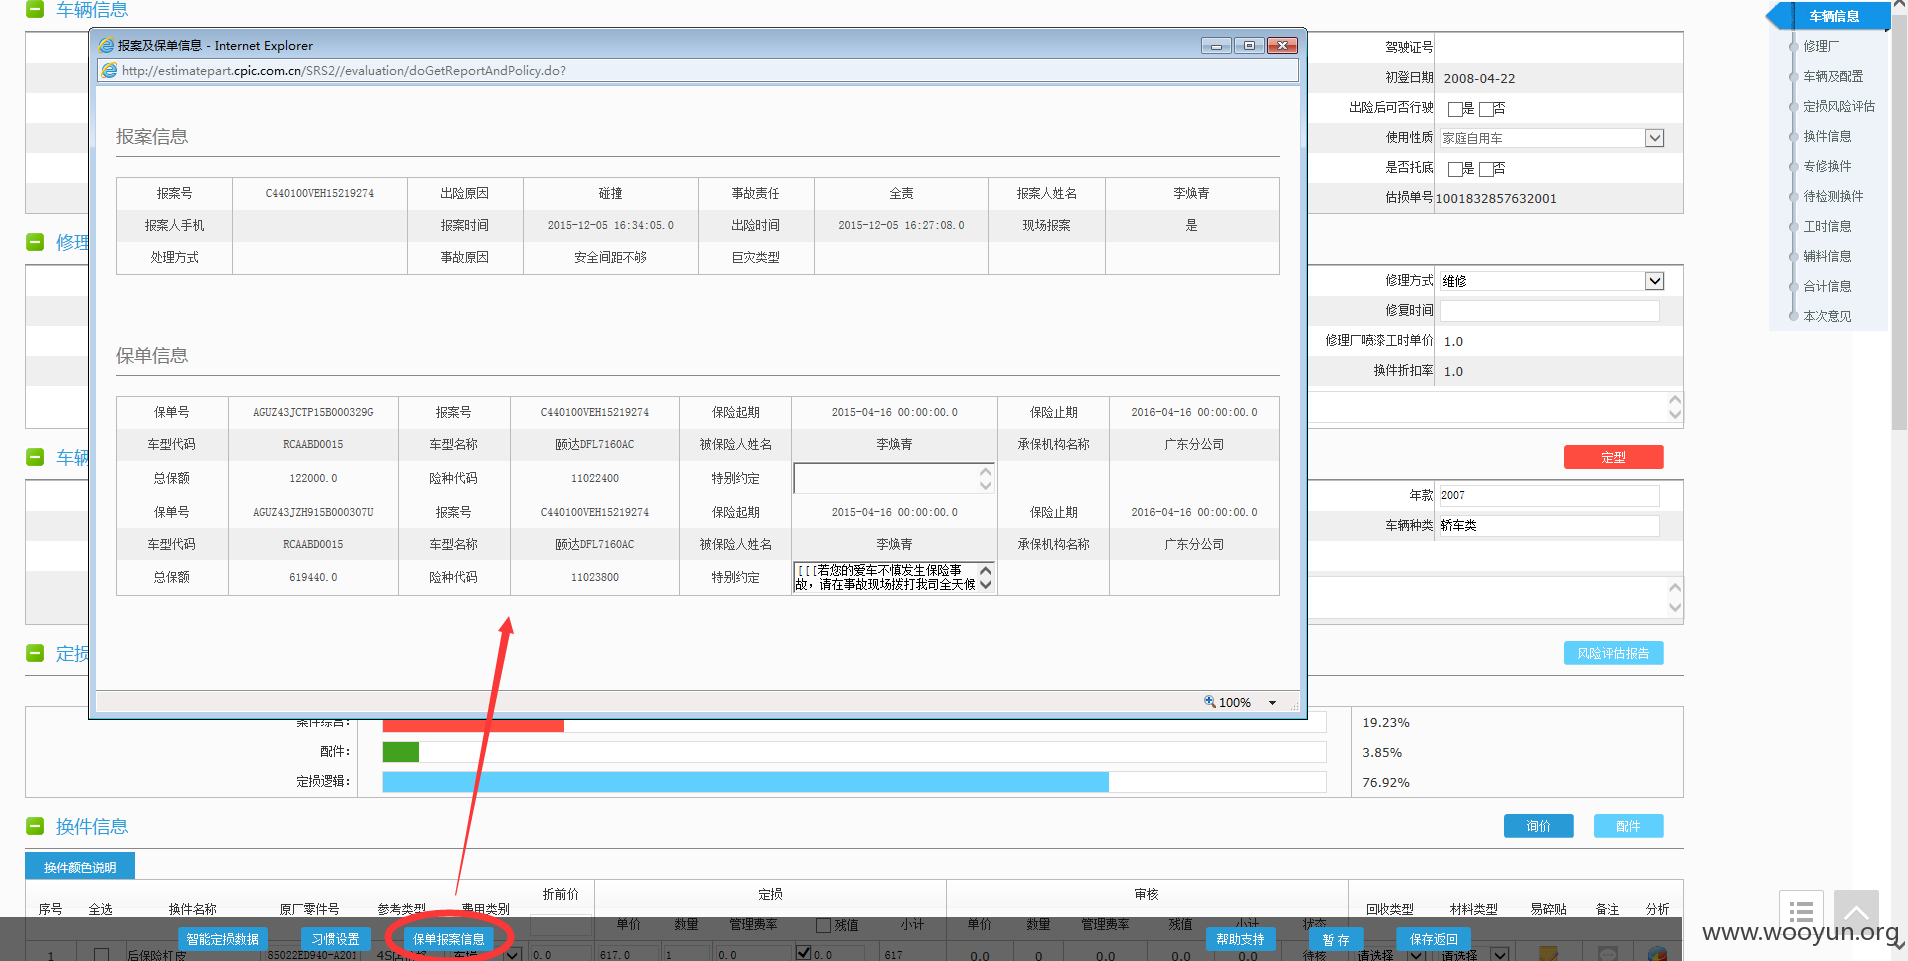 车辆信息
报案及保单信息 - Internet Explorer
http://estimatepart.cpic.com.cn/SRS2//evaluation/doGetReportAndPolicy.do?
报案信息
报案号 C440100VEH15219274 出险原因 碰撞 事故责任 全责 报案人姓名 李焕青
报案人手机 报案时间 2015-12-05 16:34:05.0 出险时间 2015-12-05 16:27:08.0 现场报案 是
处理方式 事故原因 安全间距不够 巨灾类型
保单信息
保单号 AGUZ43JCTP15B000329G 报案号 C440100VEH15219274 保险起期 2015-04-16 00:00:00.0 保险止期 2016-04-16 00:00:00.0
车型代码 RCAABD0015 车型名称 颐达DFL7160AC 被保险人姓名 李焕青 承保机构名称 广东分公司
总保额 122000.0 险种代码 11022400 特别约定
保单号 AGUZ43JZH915B000307U 报案号 C440100VEH15219274 保险起期 2015-04-16 00:00:00.0 保险止期 2016-04-16 00:00:00.0
车型代码 RCAABD0015 车型名称 颐达DFL7160AC 被保险人姓名 李焕青 承保机构名称 广东分公司
总保额 619440.0 险种代码 11023800 特别约定 [[[若您的爱车不慎发生保险事
故，请在事故现场拨打我司全天候
100%
驾驶证号
初登日期 2008-04-22
出险后可否行驶 是 否
使用性质 家庭自用车
是否托底 是 否
估损单号 1001832857632001
修理
修理方式 维修
修复时间
修理厂喷漆工时单价 1.0
换件折扣率 1.0
车辆
定型
年款 2007
车辆种类 轿车类
定损
风险评估报告
案件综合: 19.23%
配件: 3.85%
定损逻辑: 76.92%
换件信息
询价 配件
换件颜色说明
折前价 定损 审核
序号 全选 换件名称 原厂零件号 参考类型 费用类别 回收类型 材料类型 易碎贴 备注 分析
单价 数量 管理费率 残值 小计 单价 数量 管理费率 残值 小计 状态
智能定损数据 习惯设置 保单报案信息 帮助支持 暂存 保存返回
1 后保险杠皮 85022ED940-A201 0.0 617.0 1 0.0 0.0 617 0.0 0 0.0 0.0 0.0 待核 请选择 请选择
车辆信息
修理厂
车辆及配置
定损风险评估
换件信息
专修换件
待检测换件
工时信息
辅料信息
合计信息
本次意见
www.wooyun.org